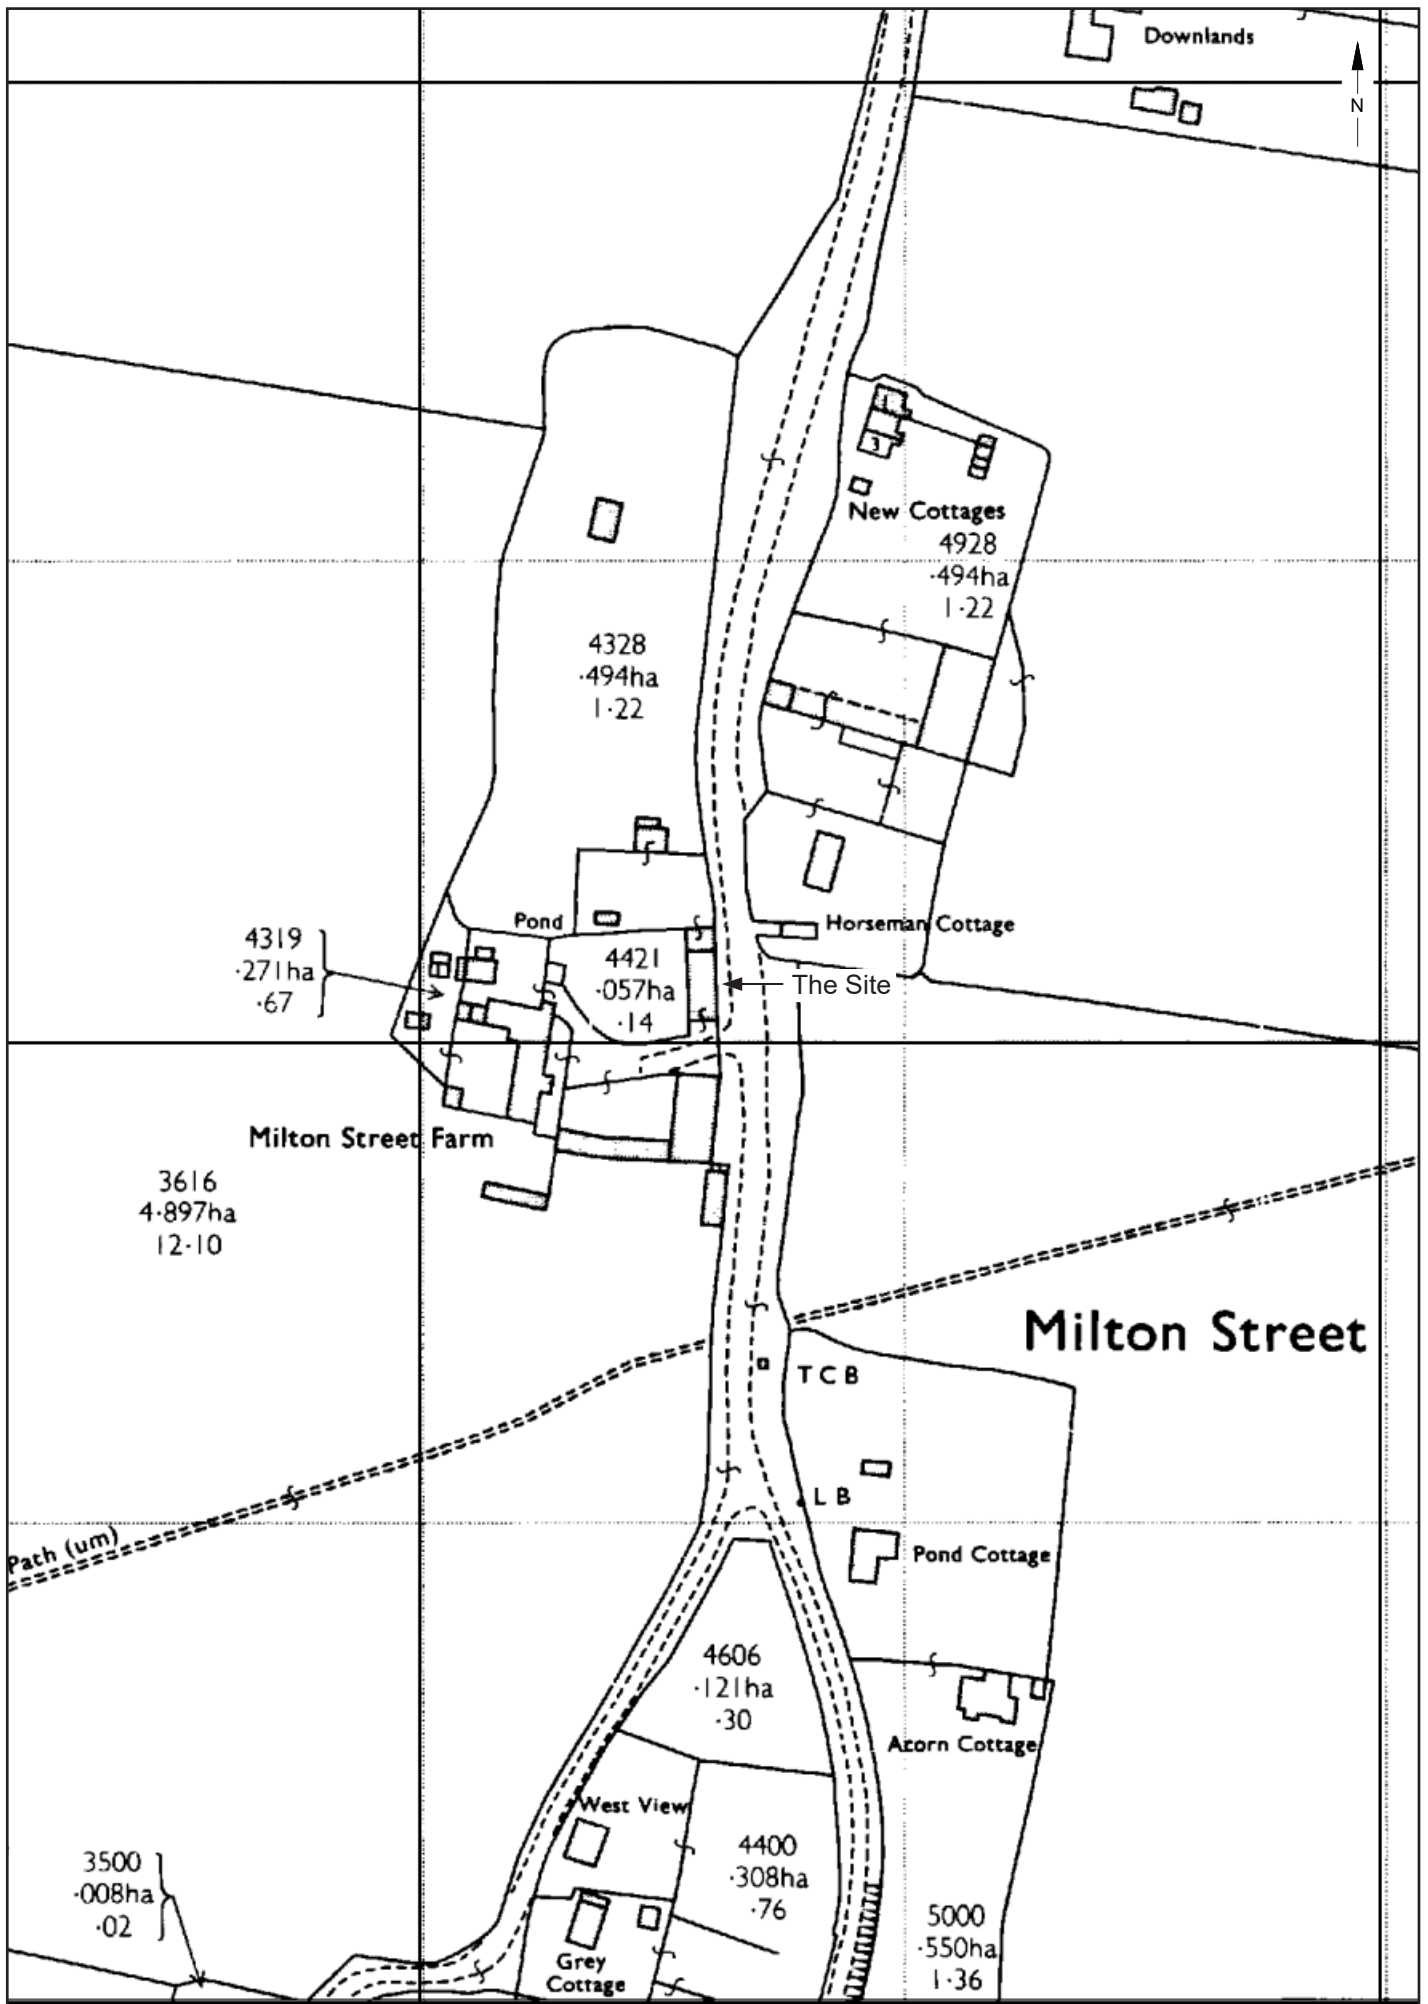 Downlands
N
1
3
New Cottages
4928
·494ha
1·22
4328
·494ha
1·22
Pond
4319
·271ha
·67
4421
·057ha
·14
Horseman Cottage
The Site
Milton Street Farm
3616
4·897ha
12·10
Milton Street
T C B
L B
Path (um)
Pond Cottage
4606
·121ha
·30
Acorn Cottage
West View
4400
·308ha
·76
3500
·008ha
·02
5000
·550ha
1·36
Grey
Cottage